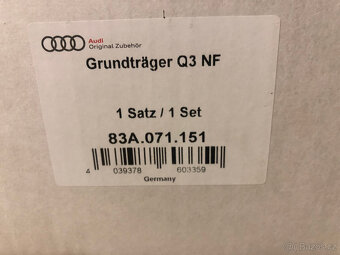 Audi
Original Zubehör
Grundträger Q3 NF
1 Satz / 1 Set
83A.071.151
4 039378 603359
Germany